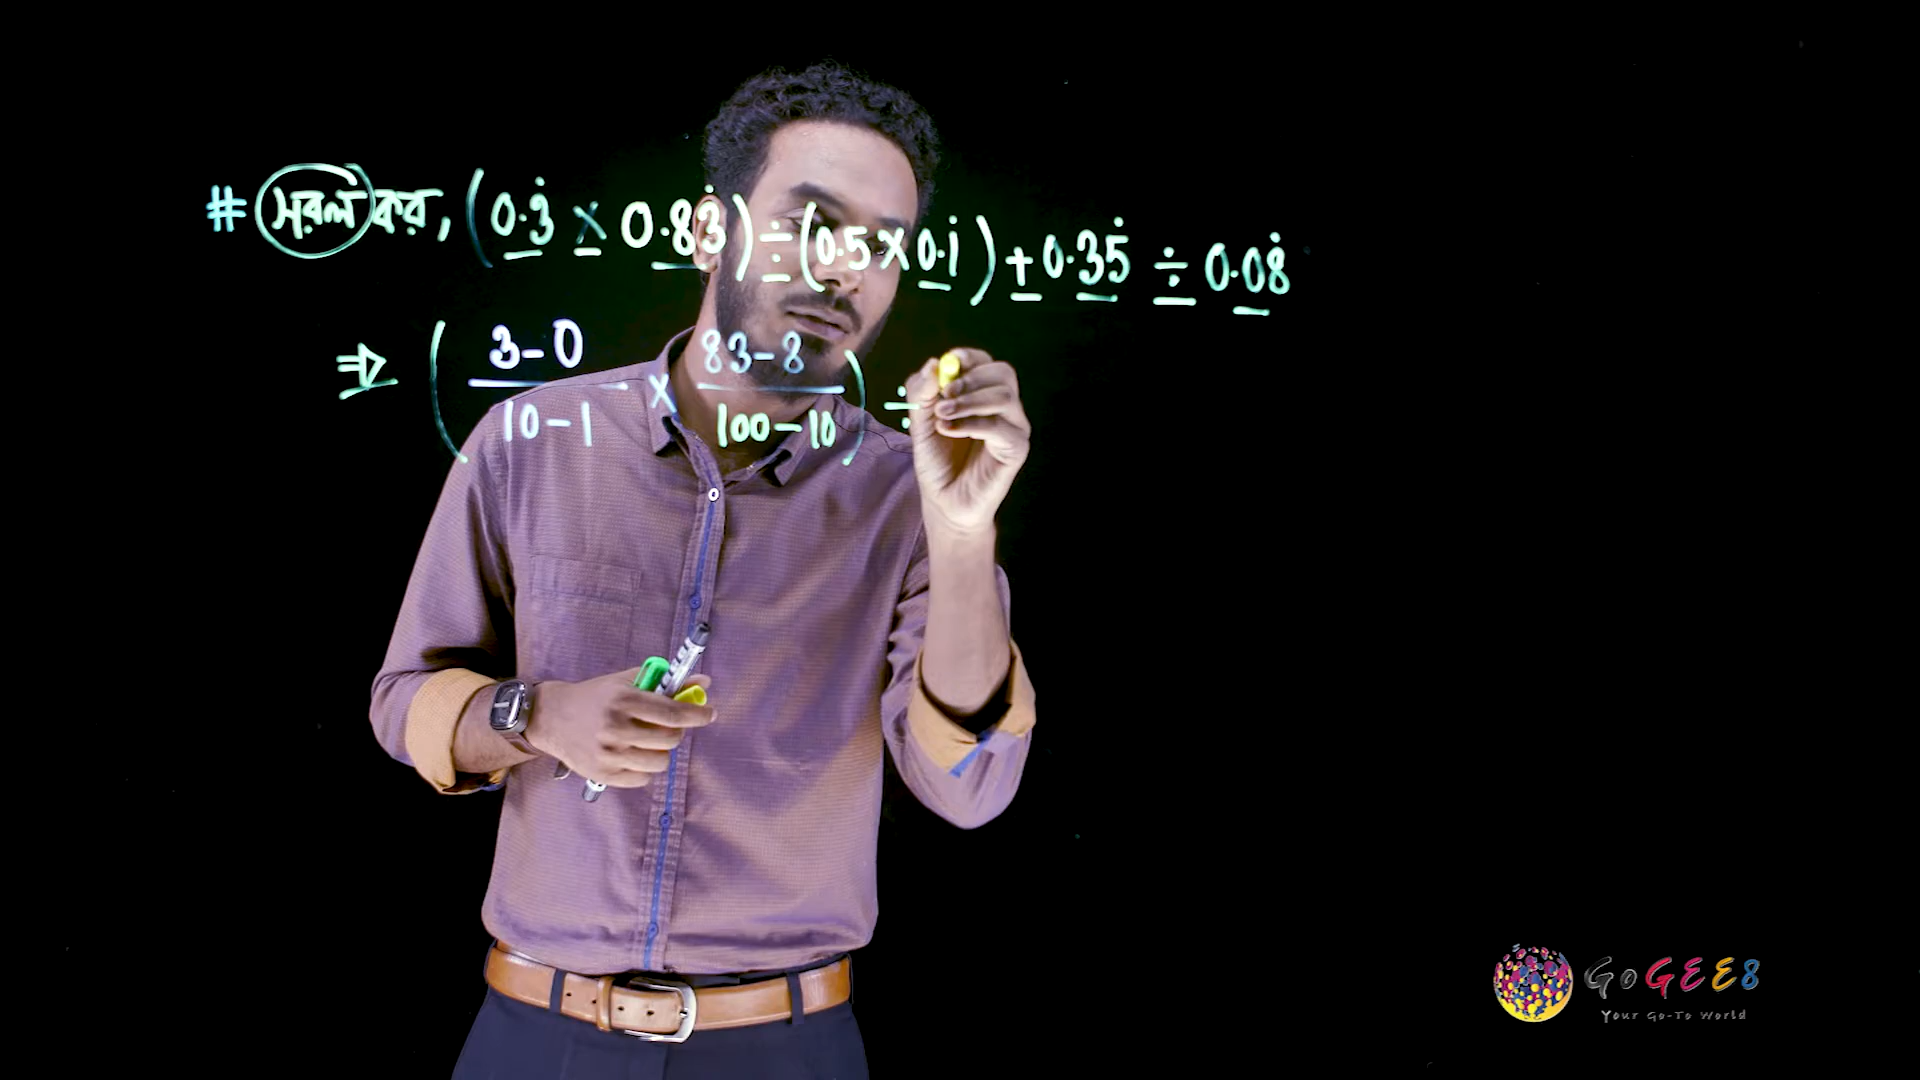 # সরল কর, (0.3̇ × 0.83̇) ÷ (0.5 × 0.1̇) + 0.35̇ ÷ 0.08̇
⇒ ( 3-0 / 10-1 × 83-8 / 100-10 ) ÷
GoGEE8
Your Go-To World